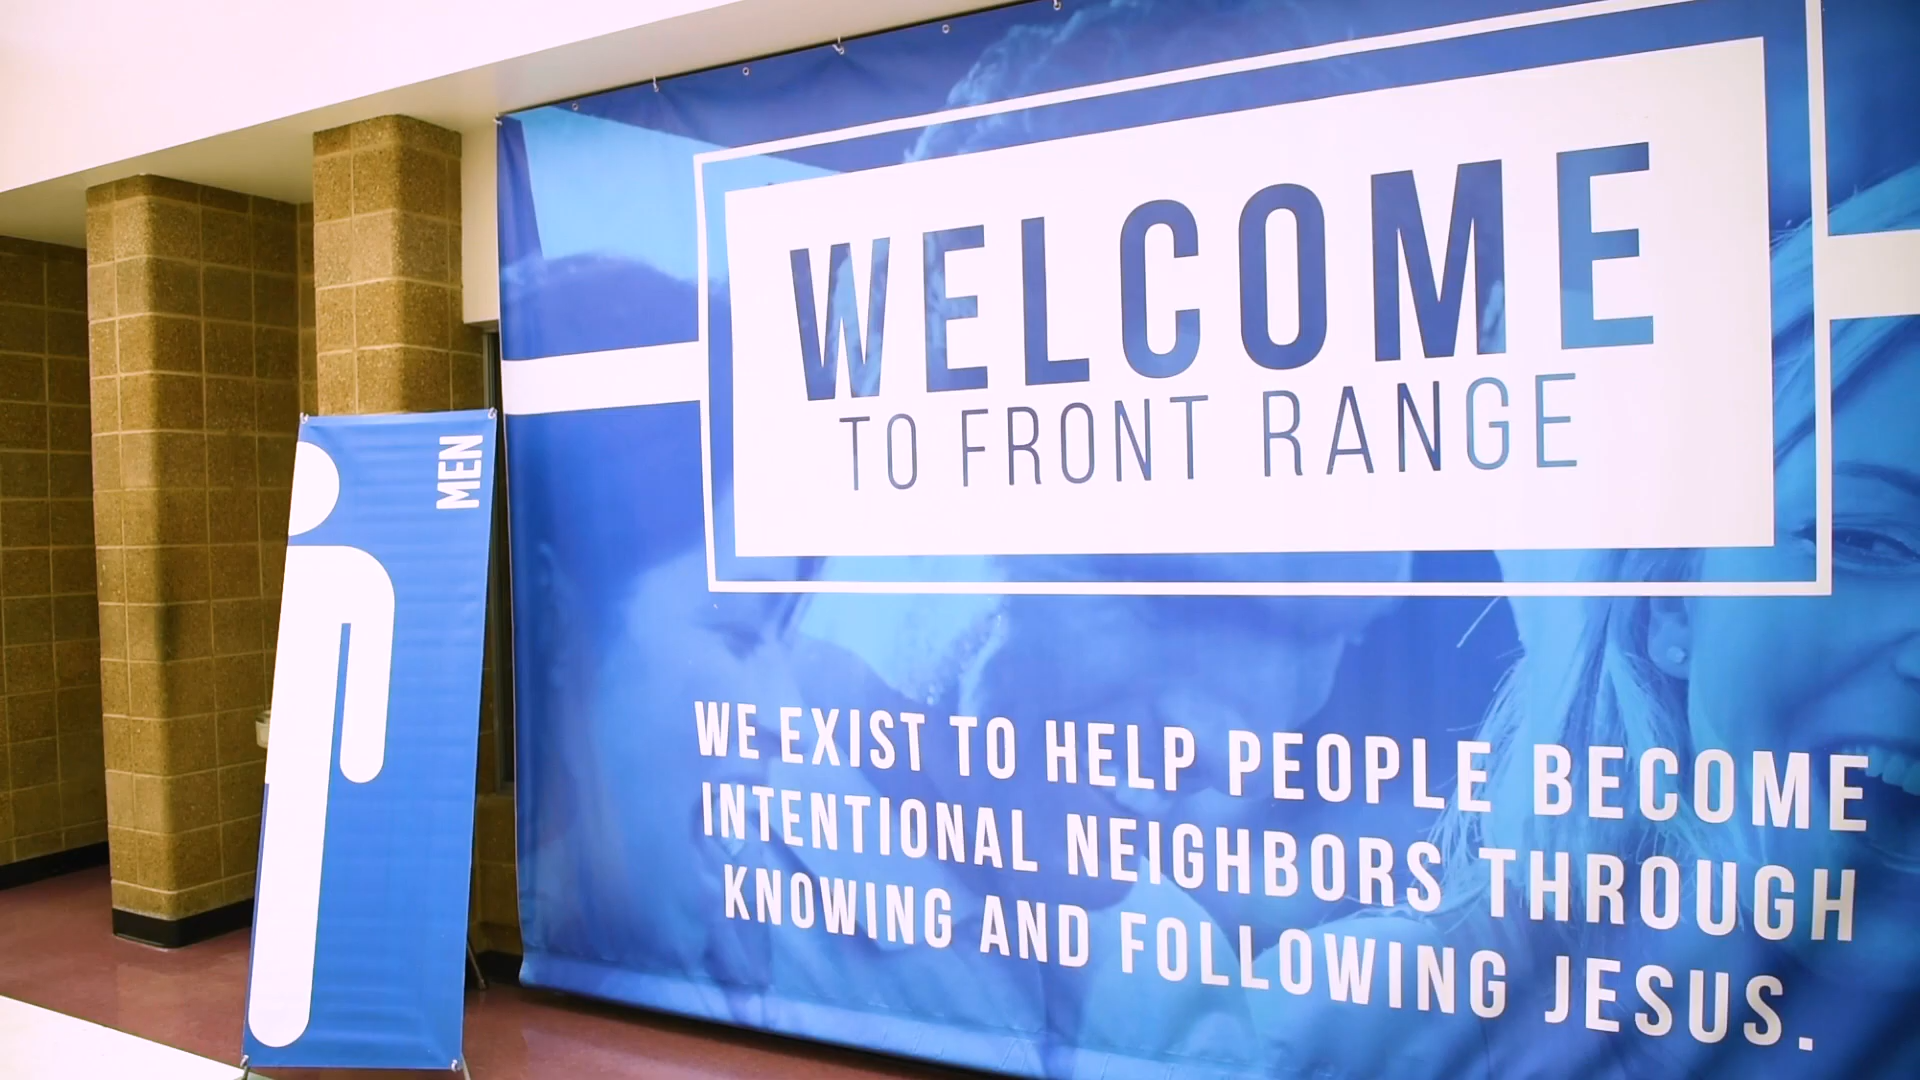 MEN
WELCOME
TO FRONT RANGE
WE EXIST TO HELP PEOPLE BECOME
INTENTIONAL NEIGHBORS THROUGH
KNOWING AND FOLLOWING JESUS.